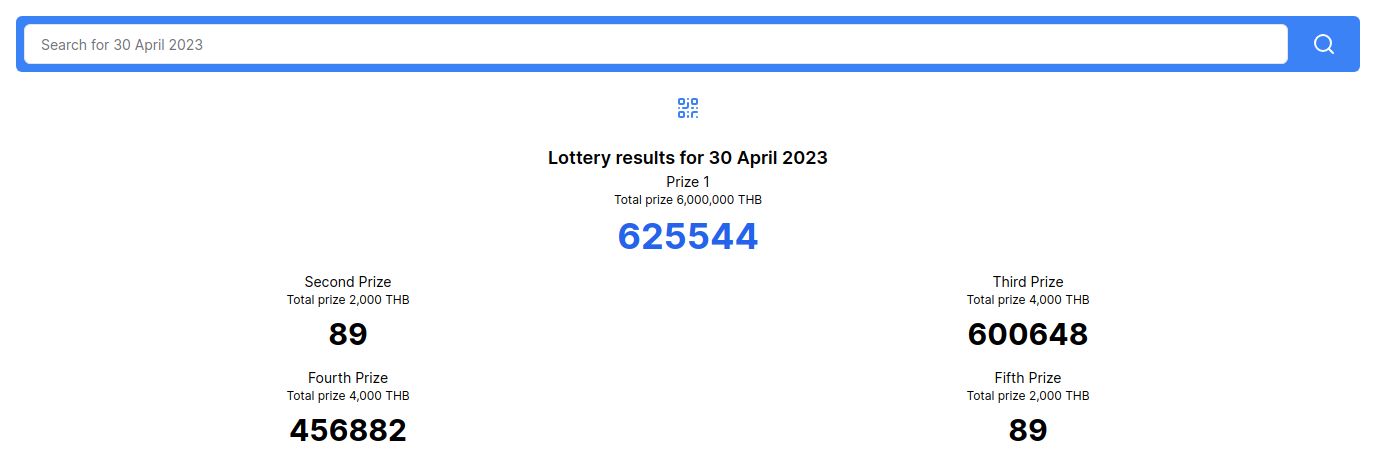 Search for 30 April 2023
Lottery results for 30 April 2023
Prize 1
Total prize 6,000,000 THB
625544
Second Prize
Total prize 2,000 THB
89
Third Prize
Total prize 4,000 THB
600648
Fourth Prize
Total prize 4,000 THB
456882
Fifth Prize
Total prize 2,000 THB
89